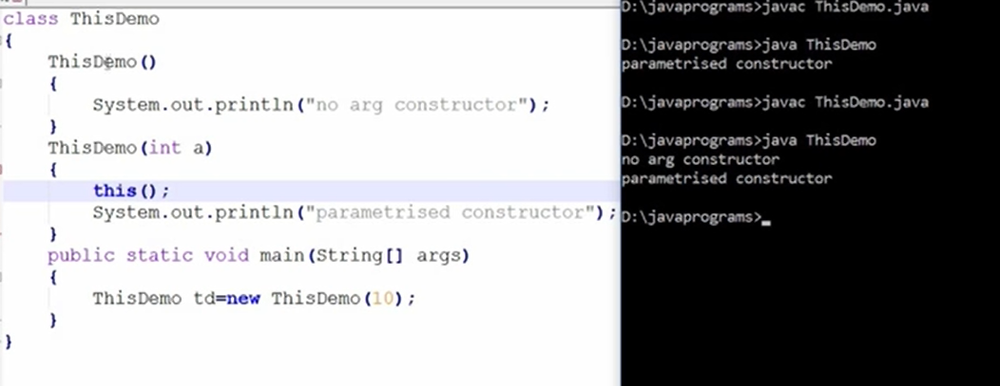 class ThisDemo
{
ThisDemo()
{
System.out.println("no arg constructor");
}
ThisDemo(int a)
{
this();
System.out.println("parametrised constructor");
}
public static void main(String[] args)
{
ThisDemo td=new ThisDemo(10);
}
}
D:\javaprograms>javac ThisDemo.java
D:\javaprograms>java ThisDemo
parametrised constructor
D:\javaprograms>javac ThisDemo.java
D:\javaprograms>java ThisDemo
no arg constructor
parametrised constructor
D:\javaprograms>